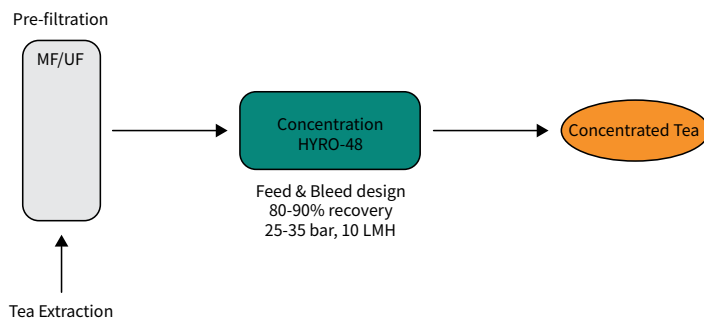 Pre-filtration
MF/UF
Concentration
HYRO-48
Concentrated Tea
Feed & Bleed design
80-90% recovery
25-35 bar, 10 LMH
Tea Extraction